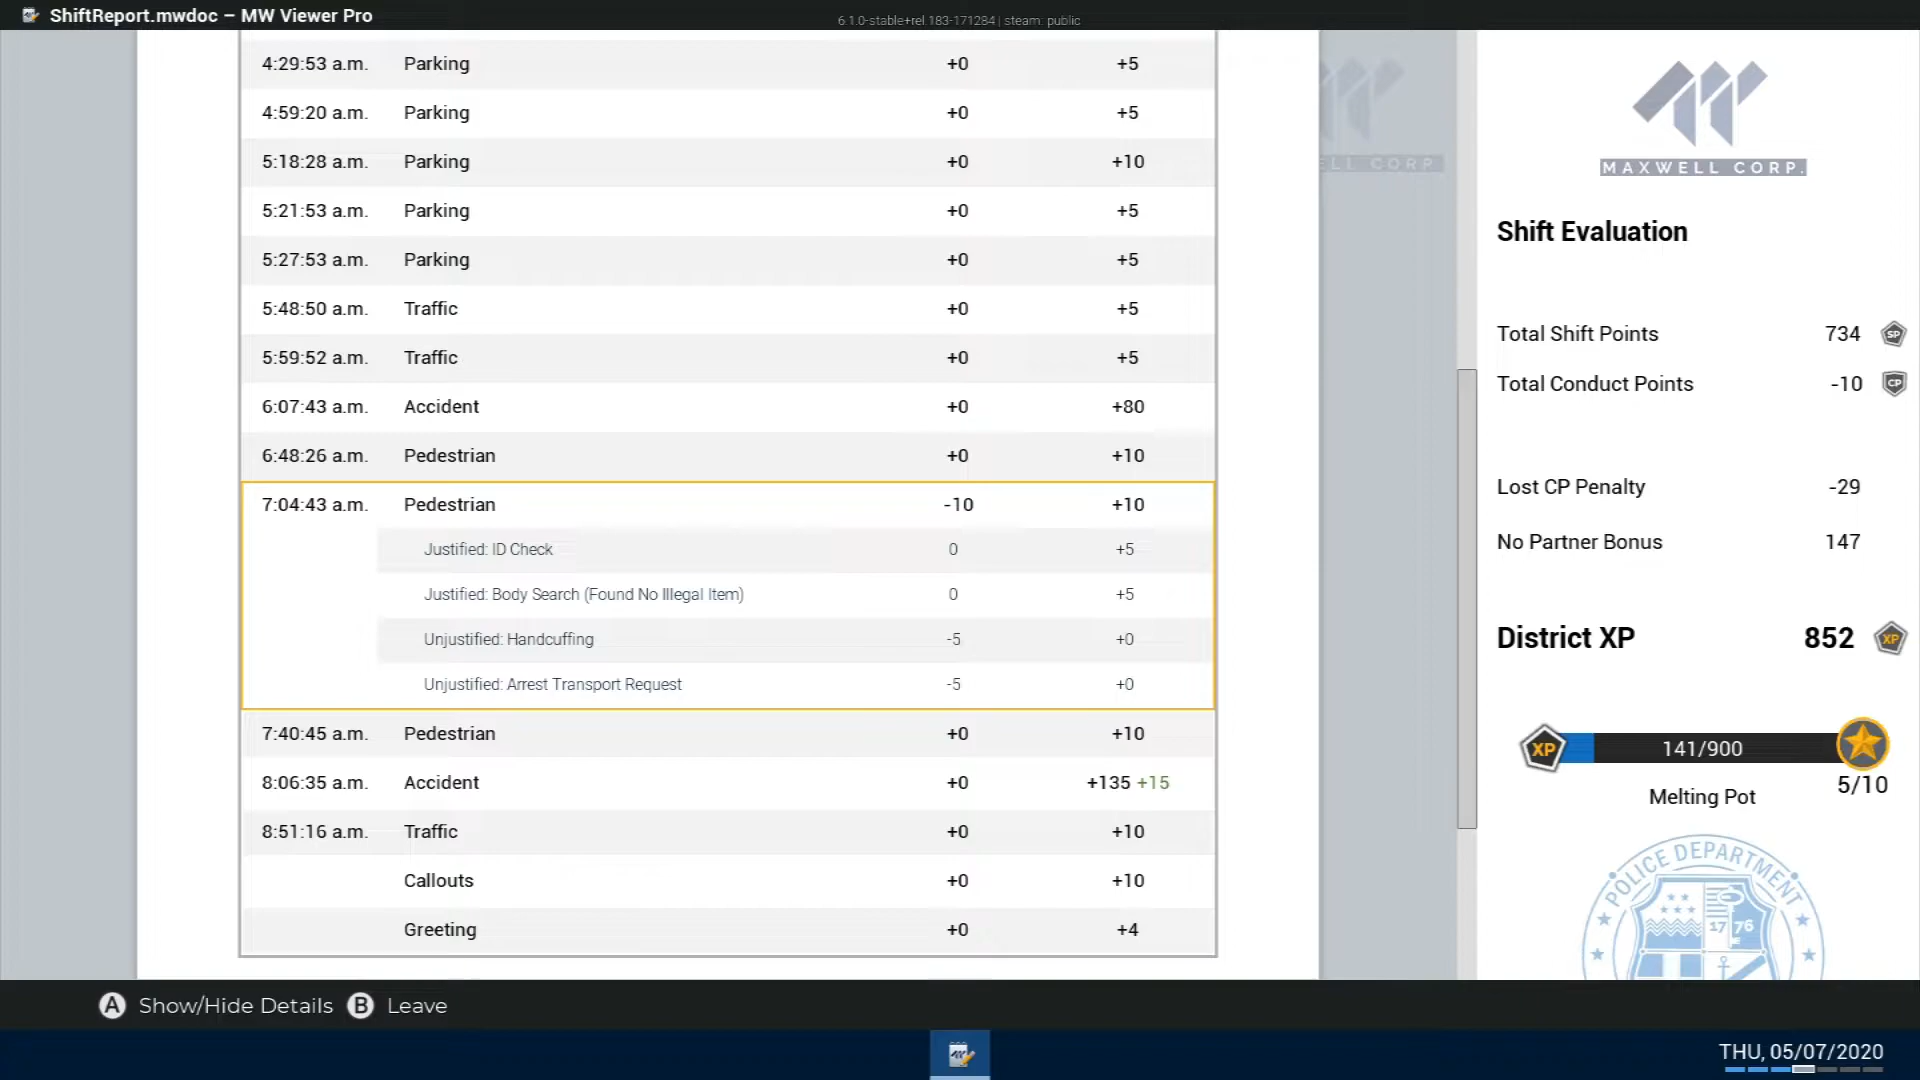 ShiftReport.mwdoc – MW Viewer Pro
6.1.0-stable+rel.183-171284 | steam: public
4:29:53 a.m. Parking +0 +5
4:59:20 a.m. Parking +0 +5
5:18:28 a.m. Parking +0 +10
5:21:53 a.m. Parking +0 +5
5:27:53 a.m. Parking +0 +5
5:48:50 a.m. Traffic +0 +5
5:59:52 a.m. Traffic +0 +5
6:07:43 a.m. Accident +0 +80
6:48:26 a.m. Pedestrian +0 +10
7:04:43 a.m. Pedestrian -10 +10
Justified: ID Check 0 +5
Justified: Body Search (Found No Illegal Item) 0 +5
Unjustified: Handcuffing -5 +0
Unjustified: Arrest Transport Request -5 +0
7:40:45 a.m. Pedestrian +0 +10
8:06:35 a.m. Accident +0 +135 +15
8:51:16 a.m. Traffic +0 +10
Callouts +0 +10
Greeting +0 +4
CORP
MAXWELL CORP.
Shift Evaluation
Total Shift Points 734 SP
Total Conduct Points -10 CP
Lost CP Penalty -29
No Partner Bonus 147
District XP 852 XP
XP 141/900
5/10
Melting Pot
POLICE DEPARTMENT
1776
A Show/Hide Details B Leave
THU, 05/07/2020